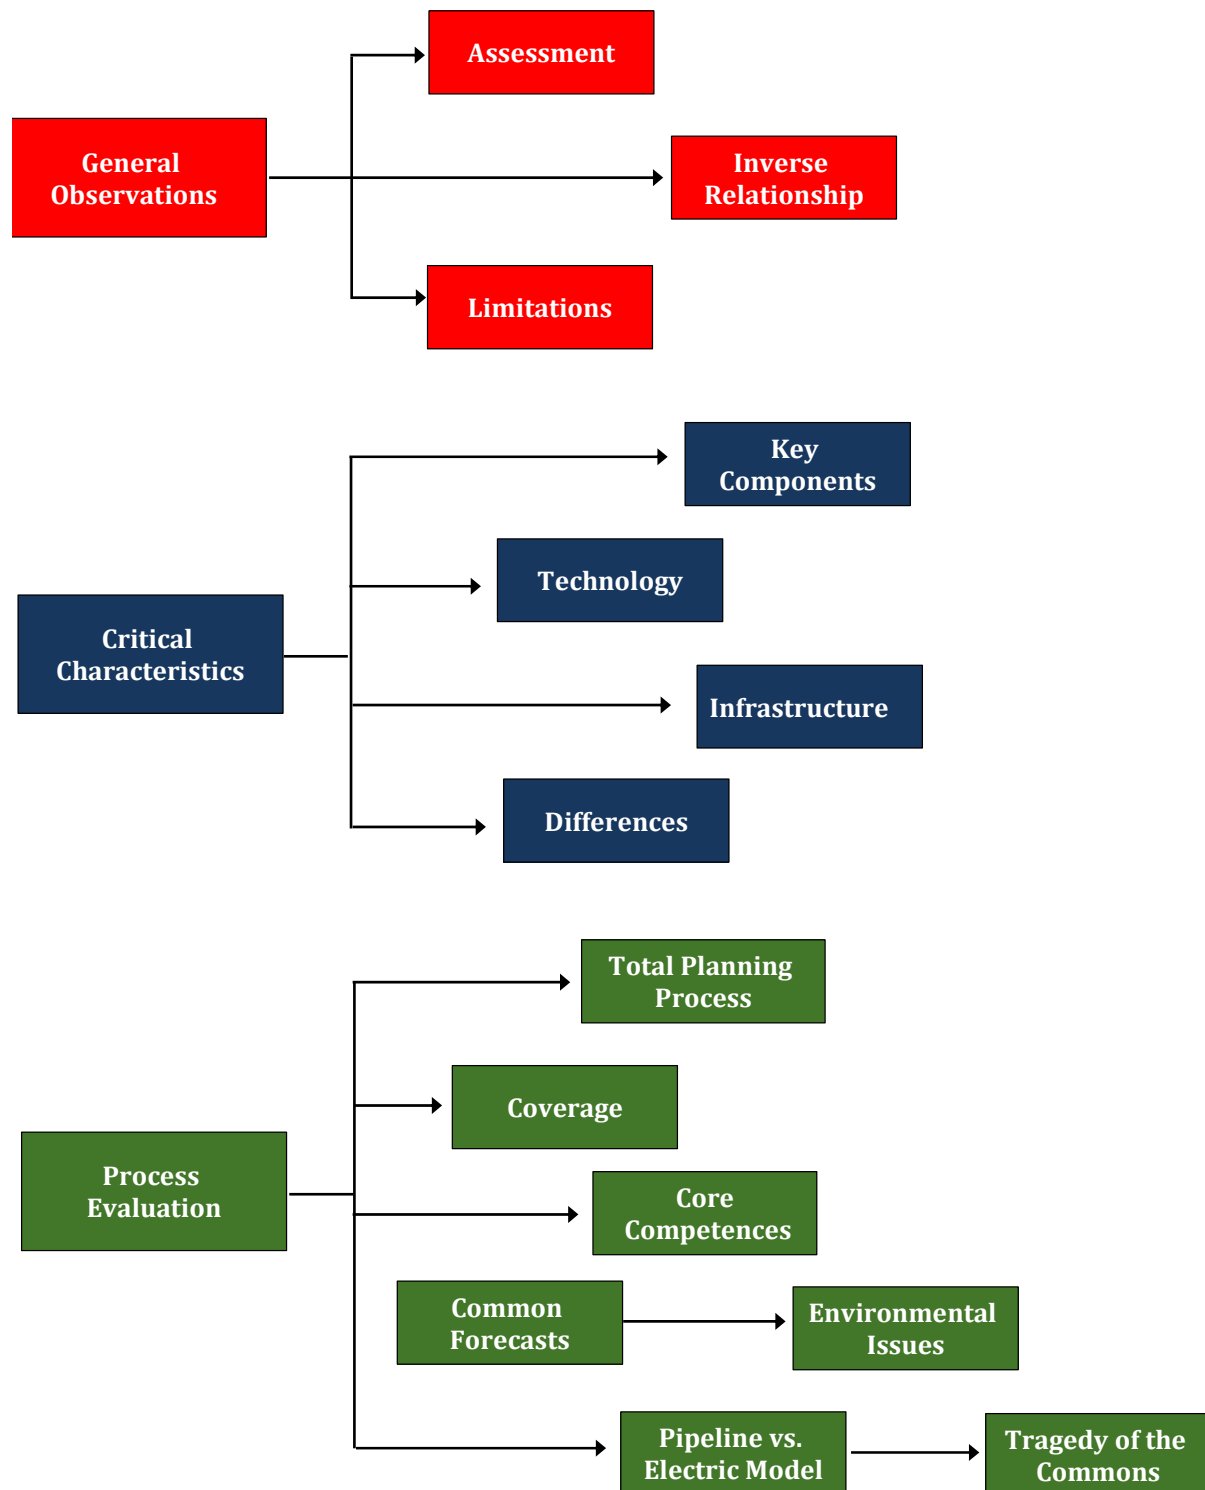 Assessment
General
Observations
Inverse
Relationship
Limitations
Key
Components
Technology
Critical
Characteristics
Infrastructure
Differences
Total Planning
Process
Coverage
Process
Evaluation
Core
Competences
Common
Forecasts
Environmental
Issues
Pipeline vs.
Electric Model
Tragedy of the
Commons